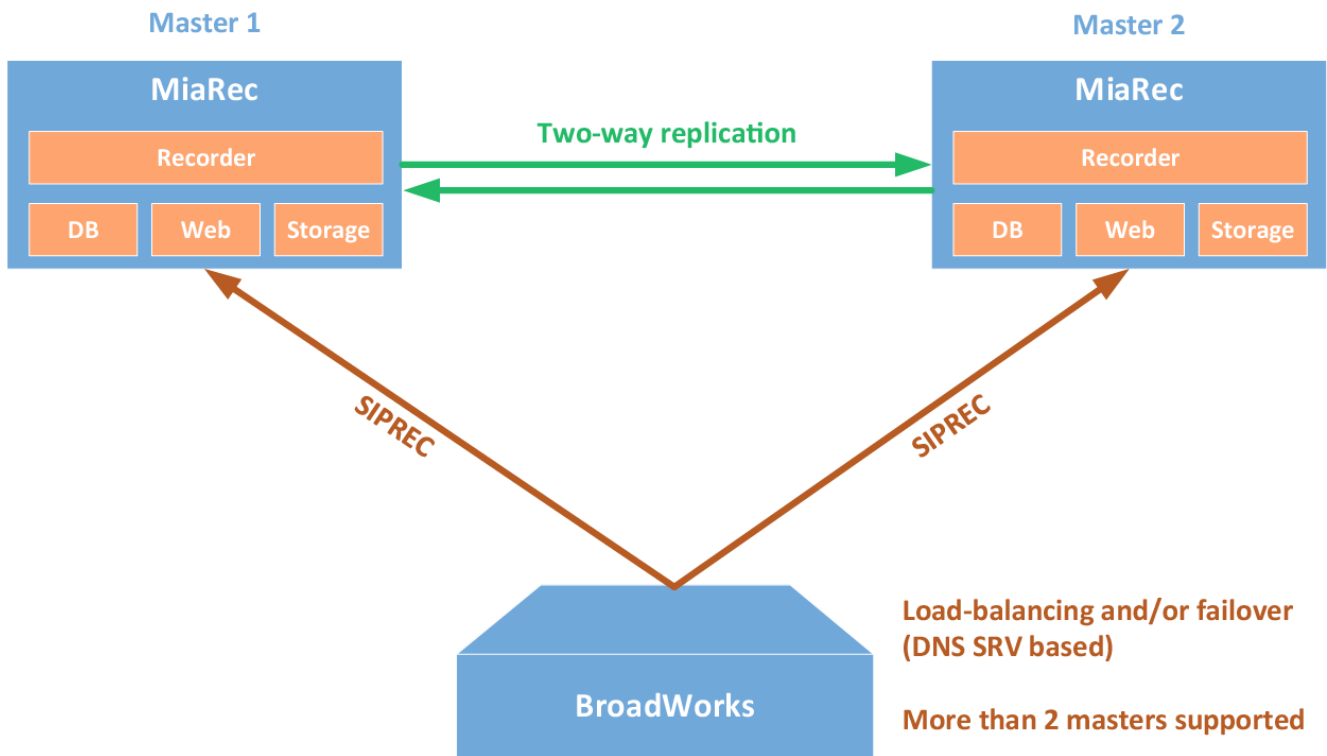 Master 1
Master 2
MiaRec
MiaRec
Two-way replication
Recorder
Recorder
DB
Web
Storage
DB
Web
Storage
SIPREC
SIPREC
Load-balancing and/or failover
(DNS SRV based)
BroadWorks
More than 2 masters supported